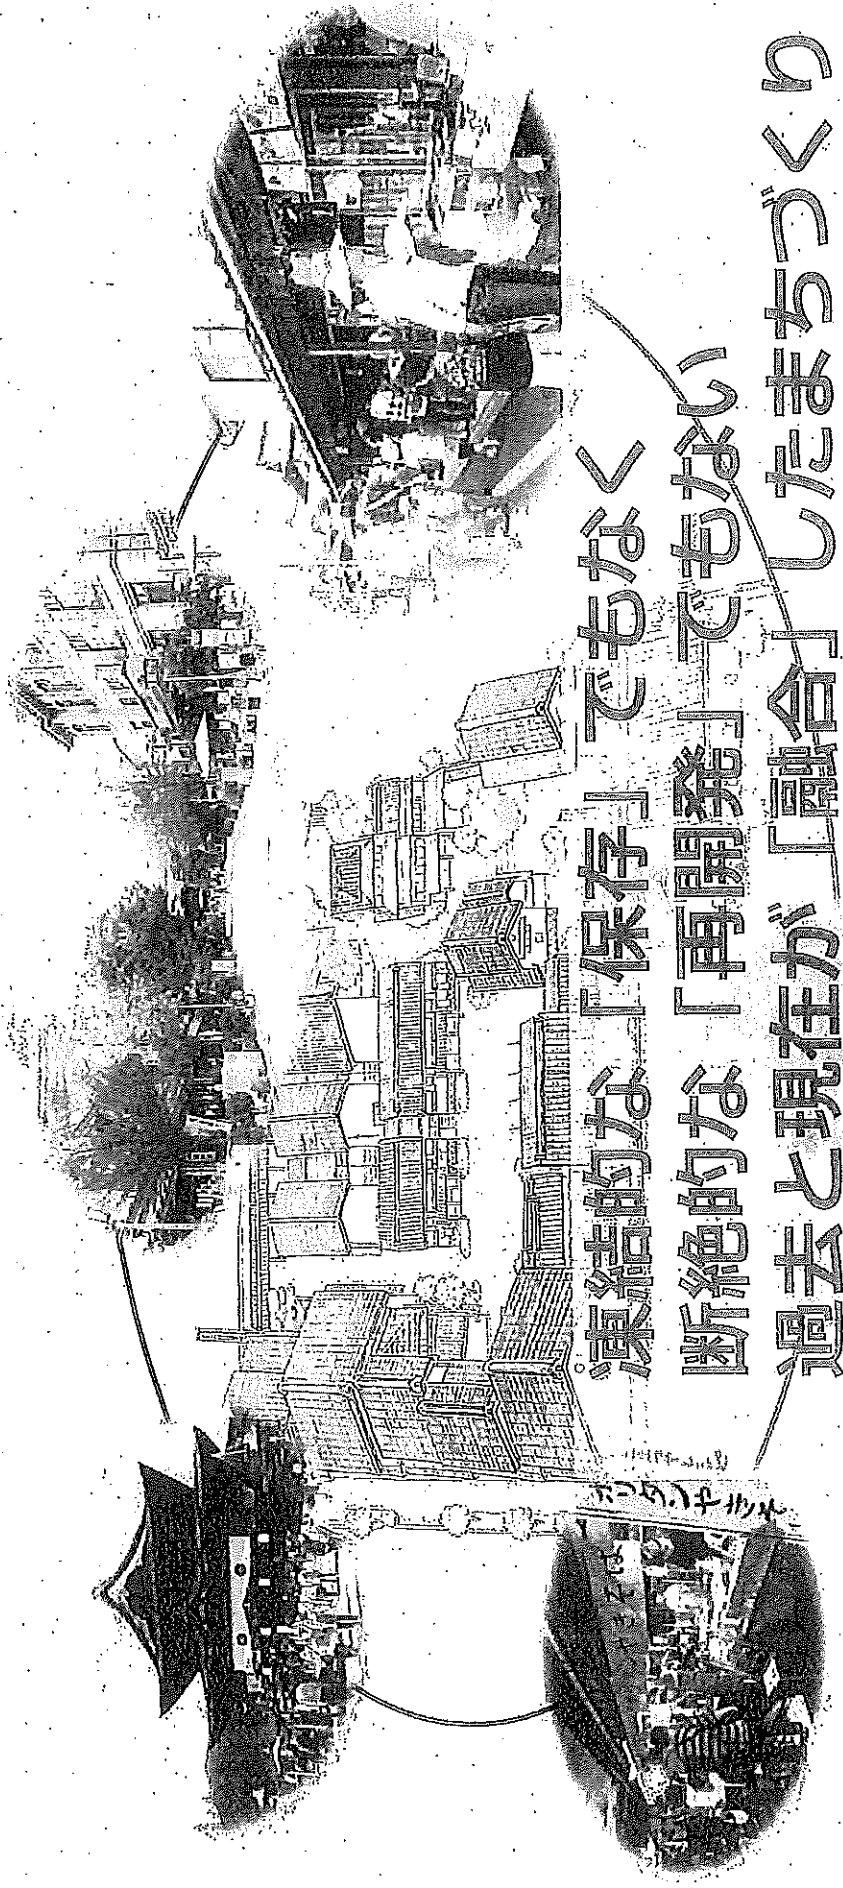 凍結的な「保存」でもなく
断絶的な「再開発」でもない
過去と現在が「融合」したまちづくり